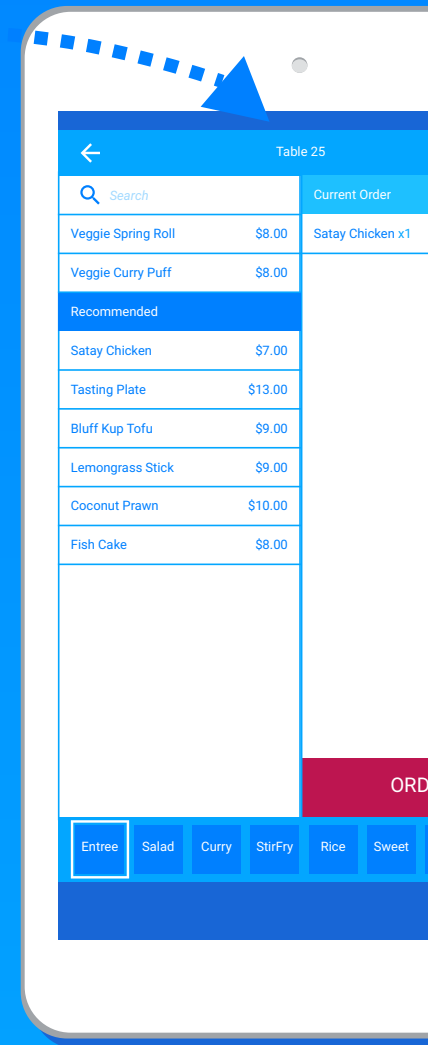 Table 25
Search
Current Order
Veggie Spring Roll $8.00
Satay Chicken x1
Veggie Curry Puff $8.00
Recommended
Satay Chicken $7.00
Tasting Plate $13.00
Bluff Kup Tofu $9.00
Lemongrass Stick $9.00
Coconut Prawn $10.00
Fish Cake $8.00
ORD
Entree Salad Curry StirFry Rice Sweet